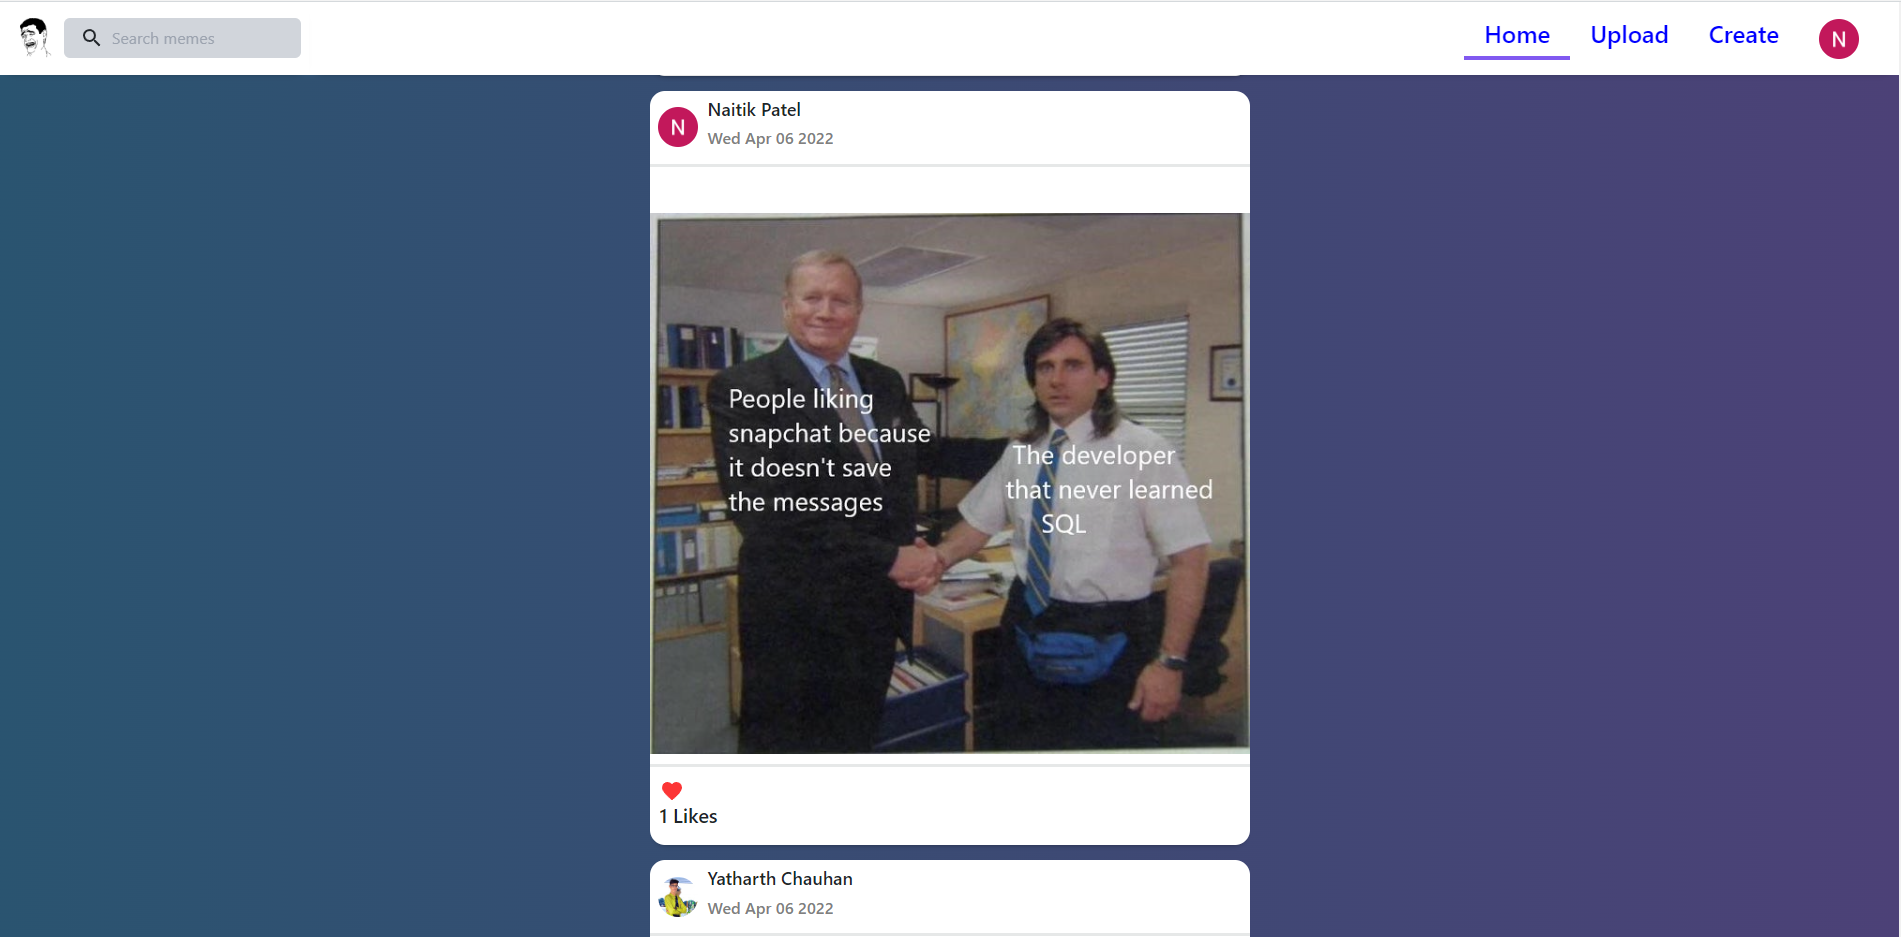 Search memes
Home Upload Create N
N
Naitik Patel
Wed Apr 06 2022
People liking
snapchat because
it doesn't save
the messages
The developer
that never learned
SQL
1 Likes
Yatharth Chauhan
Wed Apr 06 2022